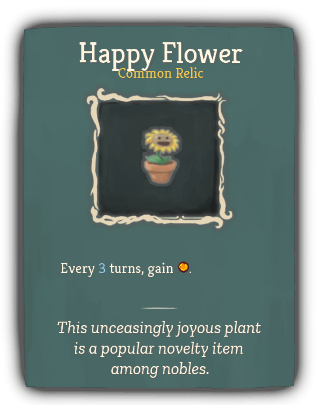 Happy Flower
Common Relic
Every 3 turns, gain .
This unceasingly joyous plant
is a popular novelty item
among nobles.